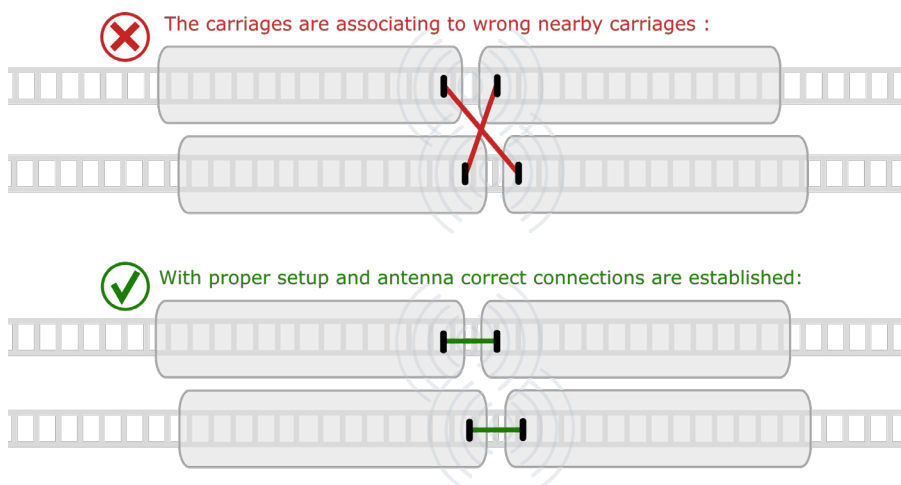 The carriages are associating to wrong nearby carriages :
With proper setup and antenna correct connections are established: